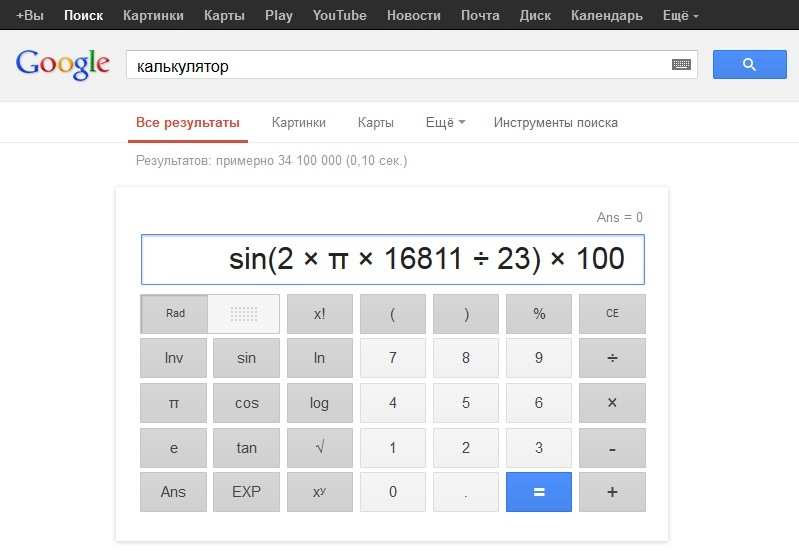 +Вы Поиск Картинки Карты Play YouTube Новости Почта Диск Календарь Ещё
Google калькулятор
Все результаты Картинки Карты Ещё Инструменты поиска
Результатов: примерно 34 100 000 (0,10 сек.)
Ans = 0
sin(2 × π × 16811 ÷ 23) × 100
Rad x! ( ) % CE
Inv sin ln 7 8 9 ÷
π cos log 4 5 6 ×
e tan √ 1 2 3 -
Ans EXP xʸ 0 . = +